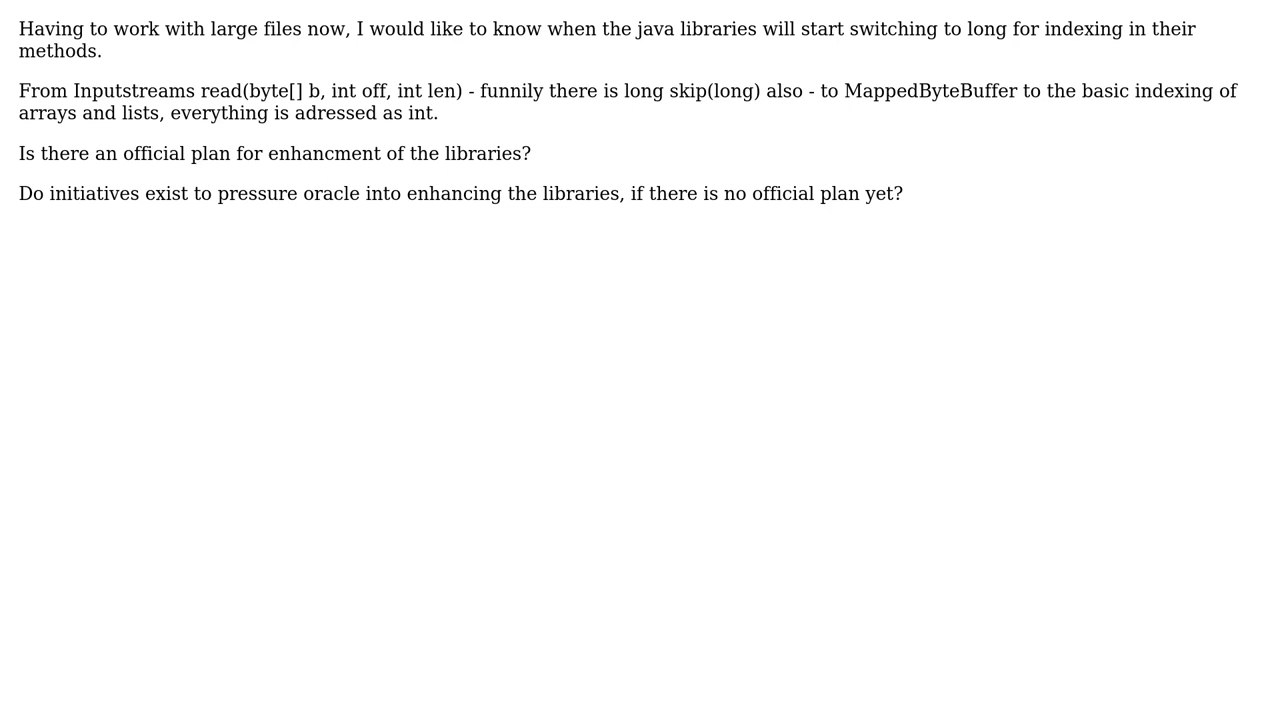 Having to work with large files now, I would like to know when the java libraries will start switching to long for indexing in their
methods.
From Inputstreams read(byte[] b, int off, int len) - funnily there is long skip(long) also - to MappedByteBuffer to the basic indexing of
arrays and lists, everything is adressed as int.
Is there an official plan for enhancment of the libraries?
Do initiatives exist to pressure oracle into enhancing the libraries, if there is no official plan yet?